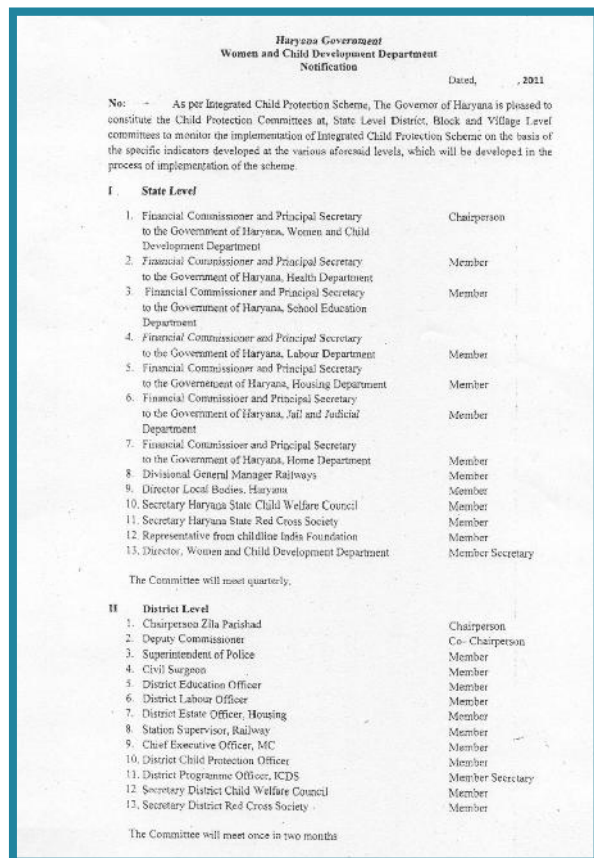 Haryana Government
Women and Child Development Department
Notification
Dated, , 2011
No: - As per Integrated Child Protection Scheme, The Governor of Haryana is pleased to
constitute the Child Protection Committees at, State Level District, Block and Village Level
committees to monitor the implementation of Integrated Child Protection Scheme on the basis of
the specific indicators developed at the various aforesaid levels, which will be developed in the
process of implementation of the scheme.
I State Level
1. Financial Commissioner and Principal Secretary Chairperson
to the Government of Haryana, Women and Child
Development Department
2. Financial Commissioner and Principal Secretary Member
to the Government of Haryana, Health Department
3. Financial Commissioner and Principal Secretary Member
to the Government of Haryana, School Education
Department
4. Financial Commissioner and Principal Secretary
to the Government of Haryana, Labour Department Member
5. Financial Commissioner and Principal Secretary
to the Governement of Haryana, Housing Department Member
6. Financial Commissioer and Principal Secretary
to the Government of Haryana, Jail and Judicial Member
Department
7. Financial Commissioer and Principal Secretary
to the Government of Haryana, Home Department Member
8. Divisional General Manager Railways Member
9. Director Local Bodies, Haryana Member
10. Secretary Haryana State Child Welfare Council Member
11. Secretary Haryana State Red Cross Society Member
12. Representative from childline India Foundation Member
13. Director, Women and Child Development Department Member Secretary
The Committee will meet quarterly.
II District Level
1. Chairperson Zila Parishad Chairperson
2. Deputy Commissioner Co- Chairperson
3. Superintendent of Police Member
4. Civil Surgeon Member
5. District Education Officer Member
6. District Labour Officer Member
7. District Estate Officer, Housing Member
8. Station Supervisor, Railway Member
9. Chief Executive Officer, MC Member
10. District Child Protection Officer Member
11. District Programme Officer, ICDS Member Secretary
12. Secretary District Child Welfare Council Member
13. Secretary District Red Cross Society Member
The Committee will meet once in two months